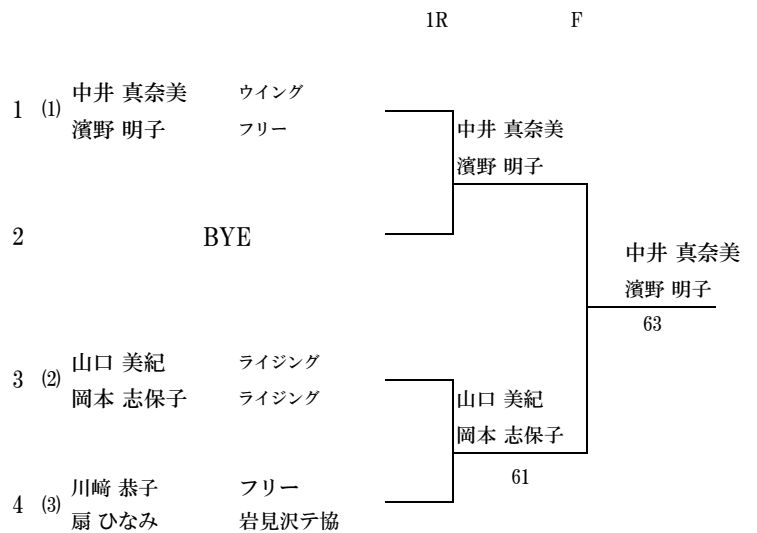 1R F
中井 真奈美 ウイング
1 (1)
濱野 明子 フリー
中井 真奈美
濱野 明子
2 BYE
中井 真奈美
濱野 明子
63
山口 美紀 ライジング
3 (2)
岡本 志保子 ライジング
山口 美紀
岡本 志保子
61
川﨑 恭子 フリー
4 (3)
扇 ひなみ 岩見沢テ協